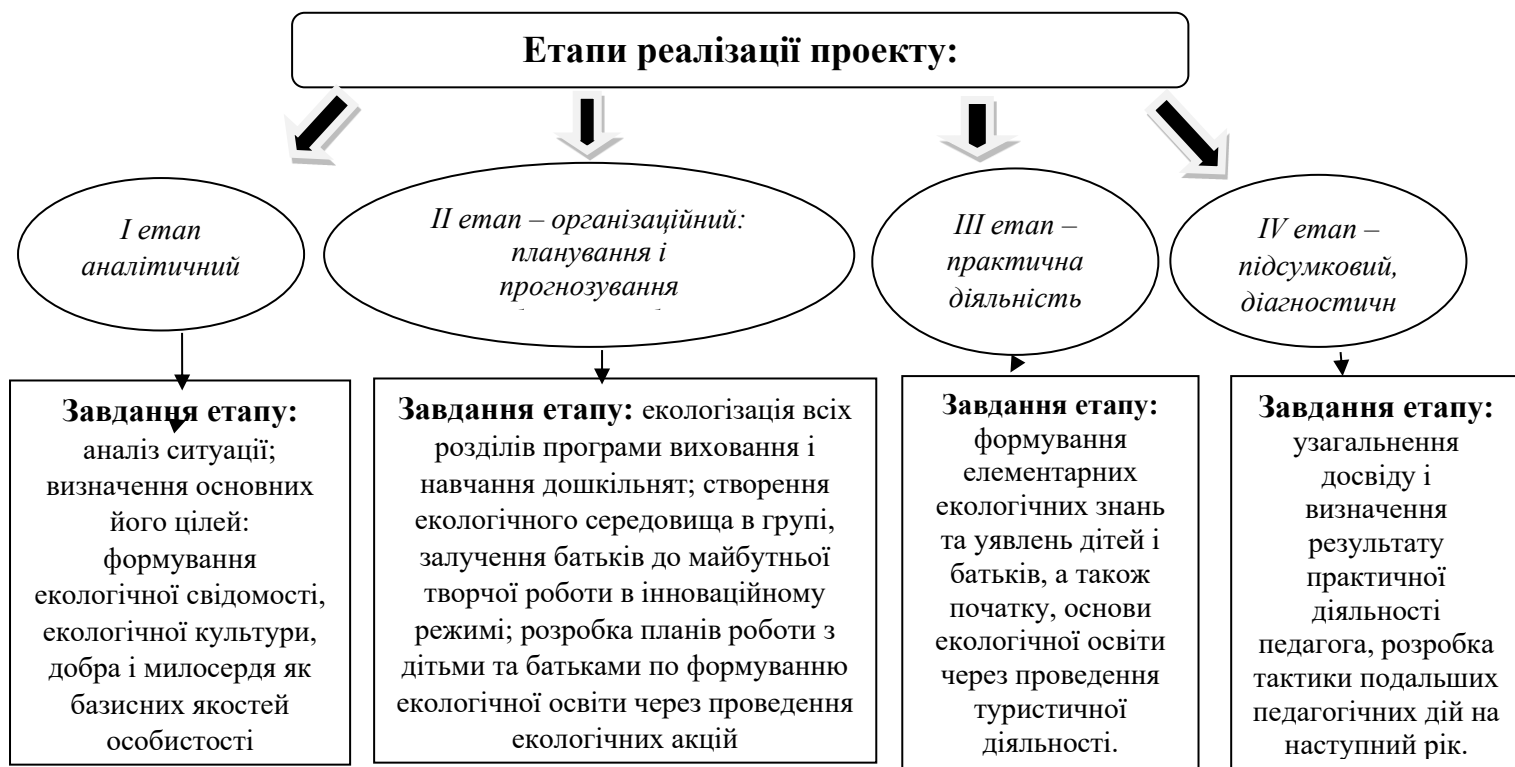 Етапи реалізації проекту:
І етап
аналітичний
ІІ етап – організаційний:
планування і
прогнозування
ІІІ етап –
практична
діяльність
IV етап –
підсумковий,
діагностичн
Завдання етапу:
аналіз ситуації;
визначення основних
його цілей:
формування
екологічної свідомості,
екологічної культури,
добра і милосердя як
базисних якостей
особистості
Завдання етапу: екологізація всіх
розділів програми виховання і
навчання дошкільнят; створення
екологічного середовища в групі,
залучення батьків до майбутньої
творчої роботи в інноваційному
режимі; розробка планів роботи з
дітьми та батьками по формуванню
екологічної освіти через проведення
екологічних акцій
Завдання етапу:
формування
елементарних
екологічних знань
та уявлень дітей і
батьків, а також
початку, основи
екологічної освіти
через проведення
туристичної
діяльності.
Завдання етапу:
узагальнення
досвіду і
визначення
результату
практичної
діяльності
педагога, розробка
тактики подальших
педагогічних дій на
наступний рік.